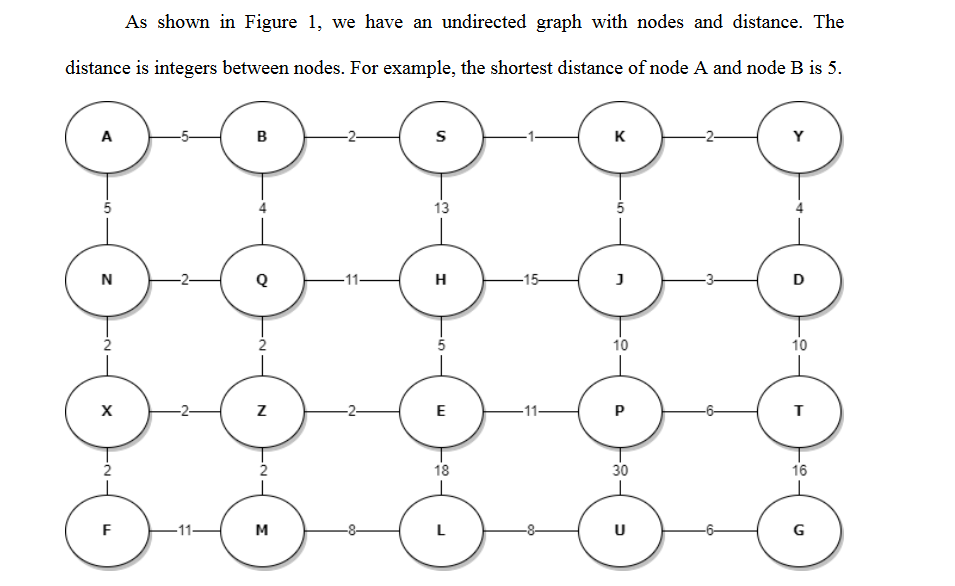 As shown in Figure 1, we have an undirected graph with nodes and distance. The
distance is integers between nodes. For example, the shortest distance of node A and node B is 5.
A 5 B 2 S 1 K 2 Y
5 4 13 5 4
N 2 Q 11 H 15 J 3 D
2 2 5 10 10
X 2 Z 2 E 11 P 6 T
2 2 18 30 16
F 11 M 8 L 8 U 6 G